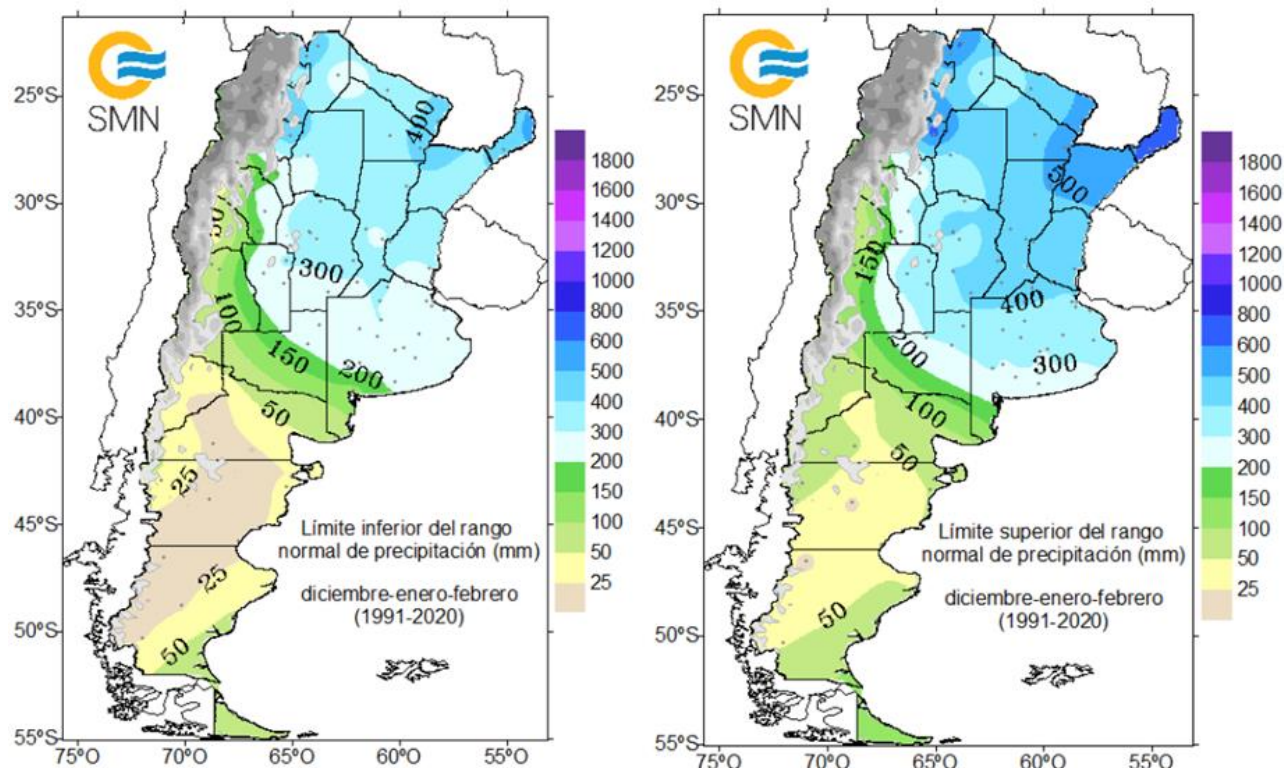 SMN
25°S
30°S
35°S
40°S
45°S
50°S
55°S
75°O
70°O
65°O
60°O
55°O
400
50
300
100
150
200
50
25
25
50
Límite inferior del rango
normal de precipitación (mm)
diciembre-enero-febrero
(1991-2020)
1800
1600
1400
1200
1000
800
600
500
400
300
200
150
100
50
25
SMN
25°S
30°S
35°S
40°S
45°S
50°S
55°S
75°O
70°O
65°O
60°O
55°O
500
150
400
200
300
100
50
50
Límite superior del rango
normal de precipitación (mm)
diciembre-enero-febrero
(1991-2020)
1800
1600
1400
1200
1000
800
600
500
400
300
200
150
100
50
25